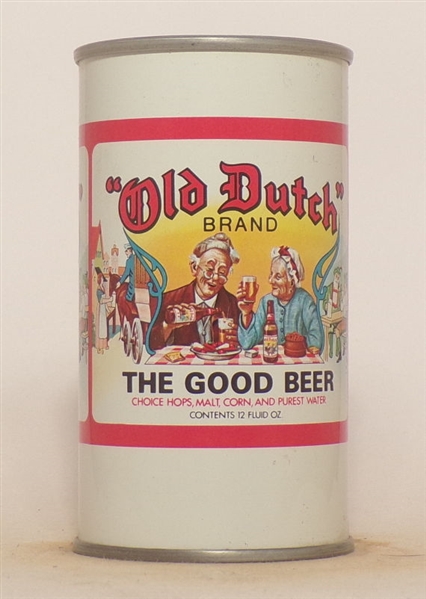 "Old Dutch"
BRAND
THE GOOD BEER
CHOICE HOPS, MALT, CORN, AND PUREST WATER
CONTENTS 12 FLUID OZ.